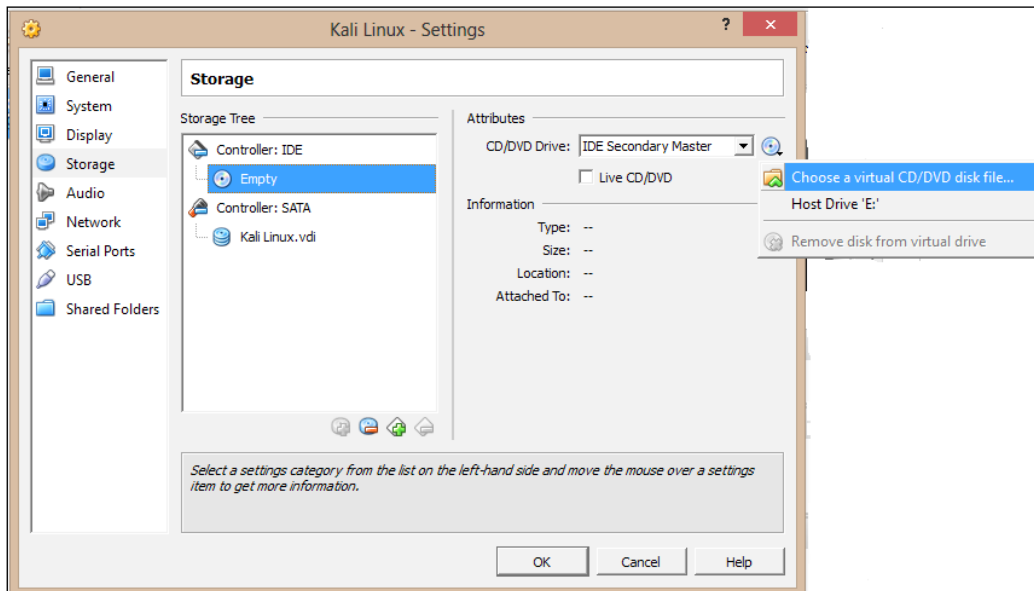 Kali Linux - Settings
?
×
General
System
Display
Storage
Audio
Network
Serial Ports
USB
Shared Folders
Storage
Storage Tree
Controller: IDE
Empty
Controller: SATA
Kali Linux.vdi
Attributes
CD/DVD Drive: IDE Secondary Master
Live CD/DVD
Information
Type: --
Size: --
Location: --
Attached To: --
Choose a virtual CD/DVD disk file...
Host Drive 'E:'
Remove disk from virtual drive
Select a settings category from the list on the left-hand side and move the mouse over a settings
item to get more information.
OK
Cancel
Help